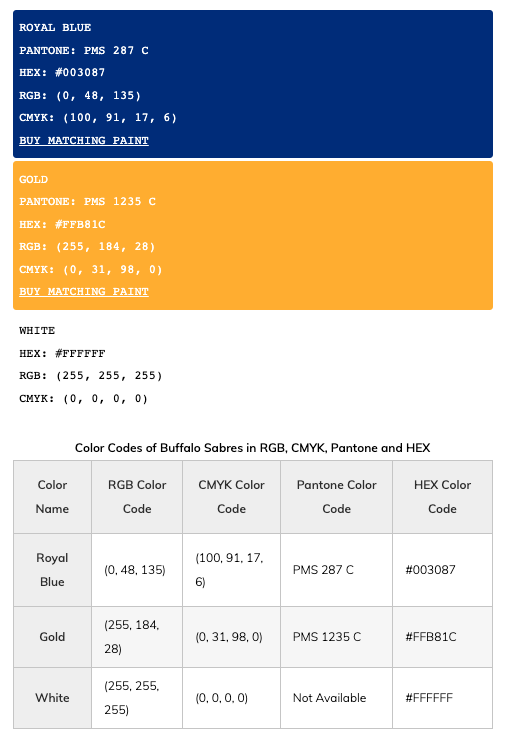 ROYAL BLUE
PANTONE: PMS 287 C
HEX: #003087
RGB: (0, 48, 135)
CMYK: (100, 91, 17, 6)
BUY MATCHING PAINT
GOLD
PANTONE: PMS 1235 C
HEX: #FFB81C
RGB: (255, 184, 28)
CMYK: (0, 31, 98, 0)
BUY MATCHING PAINT
WHITE
HEX: #FFFFFF
RGB: (255, 255, 255)
CMYK: (0, 0, 0, 0)
Color Codes of Buffalo Sabres in RGB, CMYK, Pantone and HEX
Color
Name
RGB Color
Code
CMYK Color
Code
Pantone Color
Code
HEX Color
Code
Royal
Blue
(0, 48, 135)
(100, 91, 17,
6)
PMS 287 C
#003087
Gold
(255, 184,
28)
(0, 31, 98, 0)
PMS 1235 C
#FFB81C
White
(255, 255,
255)
(0, 0, 0, 0)
Not Available
#FFFFFF